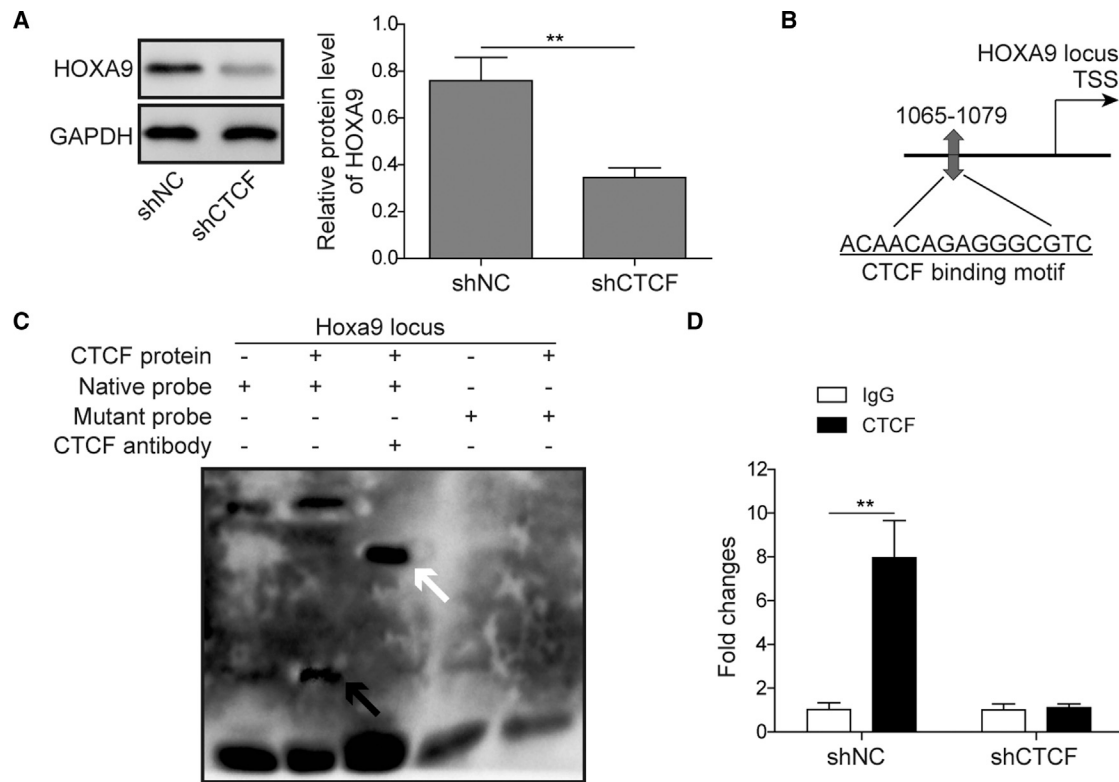 A
HOXA9
GAPDH
shNC
shCTCF
Relative protein level
of HOXA9
0.8
0.6
0.4
0.2
0.0
**
shNC
shCTCF
B
HOXA9 locus
TSS
1065-1079
ACAACAGAGGGCGTC
CTCF binding motif
C
Hoxa9 locus
CTCF protein - + + - +
Native probe + + + - -
Mutant probe - - - + +
CTCF antibody - - + - -
D
IgG
CTCF
Fold changes
12
10
8
6
4
2
0
**
shNC
shCTCF